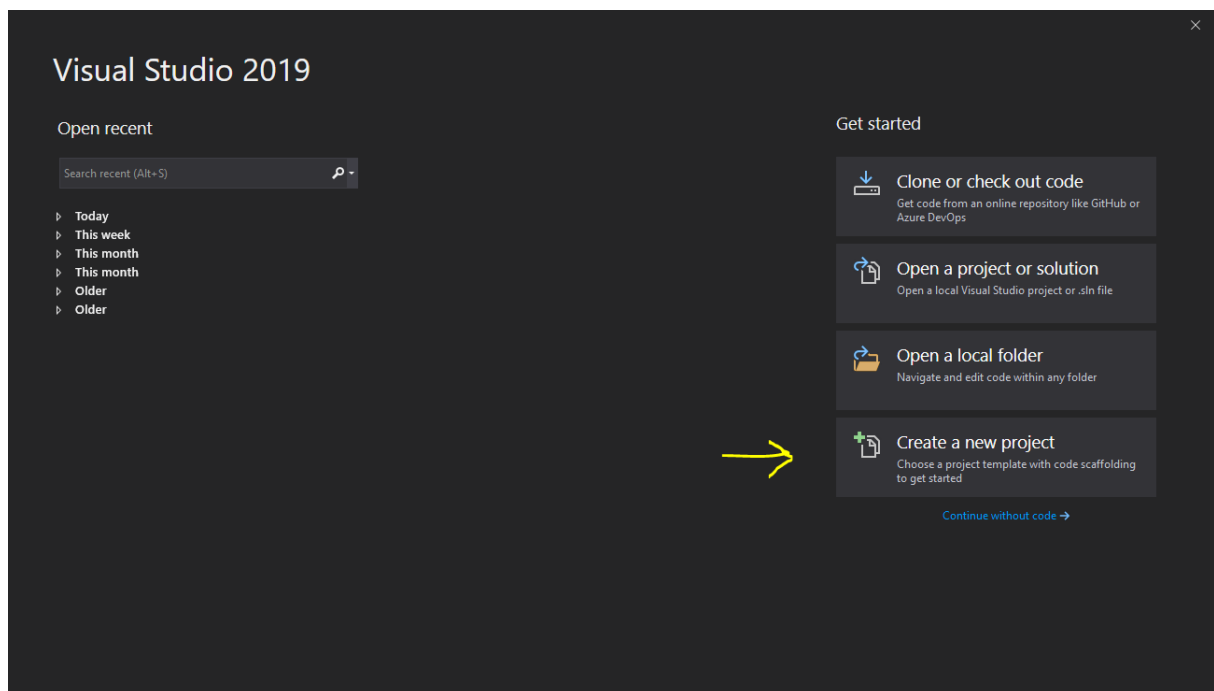 Visual Studio 2019
Open recent
Search recent (Alt+S)
Today
This week
This month
This month
Older
Older
Get started
Clone or check out code
Get code from an online repository like GitHub or
Azure DevOps
Open a project or solution
Open a local Visual Studio project or .sln file
Open a local folder
Navigate and edit code within any folder
Create a new project
Choose a project template with code scaffolding
to get started
Continue without code